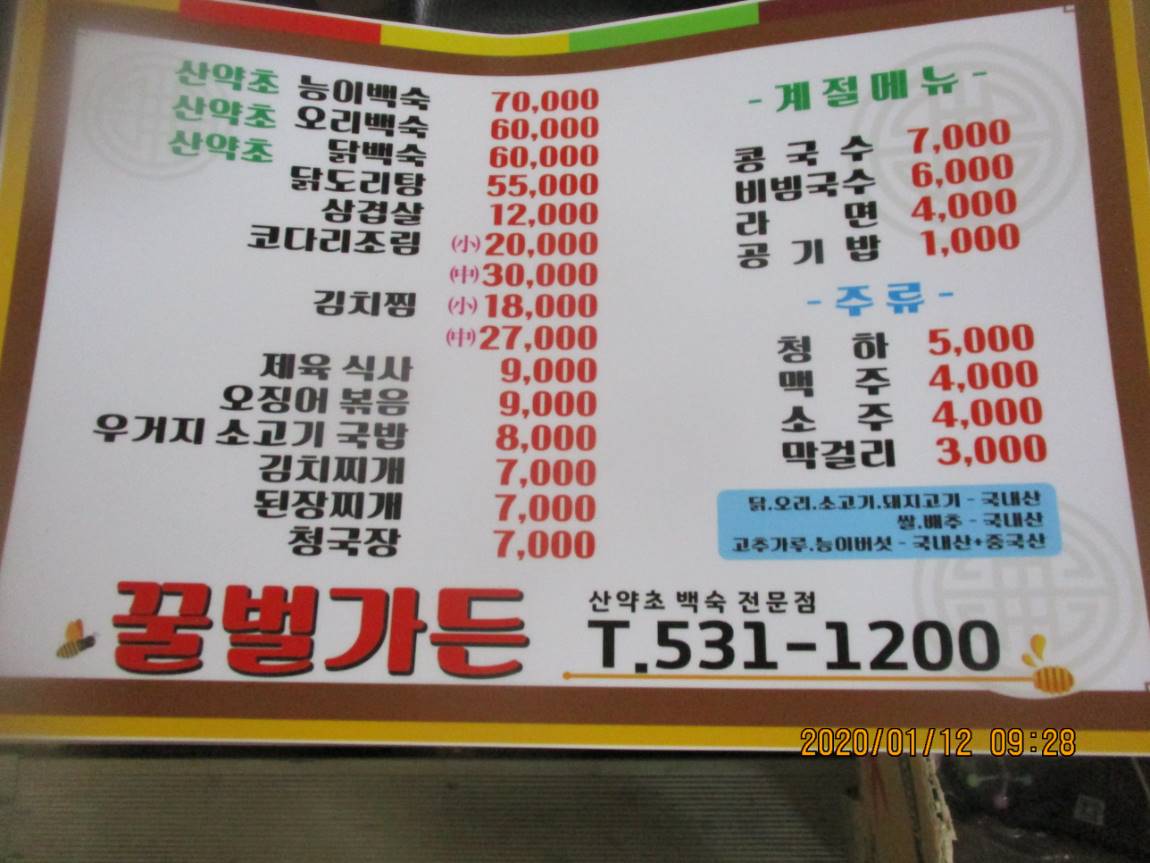 산약초 능이백숙 70,000
산약초 오리백숙 60,000
산약초 닭백숙 60,000
닭도리탕 55,000
삼겹살 12,000
코다리조림 (小) 20,000
(中) 30,000
김치찜 (小) 18,000
(中) 27,000
제육 식사 9,000
오징어 볶음 9,000
우거지 소고기 국밥 8,000
김치찌개 7,000
된장찌개 7,000
청국장 7,000
- 계절메뉴 -
콩국수 7,000
비빔국수 6,000
라면 4,000
공기밥 1,000
- 주류 -
청하 5,000
맥주 4,000
소주 4,000
막걸리 3,000
닭.오리.소고기.돼지고기 - 국내산
쌀.배추 - 국내산
고추가루.능이버섯 - 국내산+중국산
꿀벌가든
산약초 백숙 전문점
T.531-1200
2020/01/12 09:28